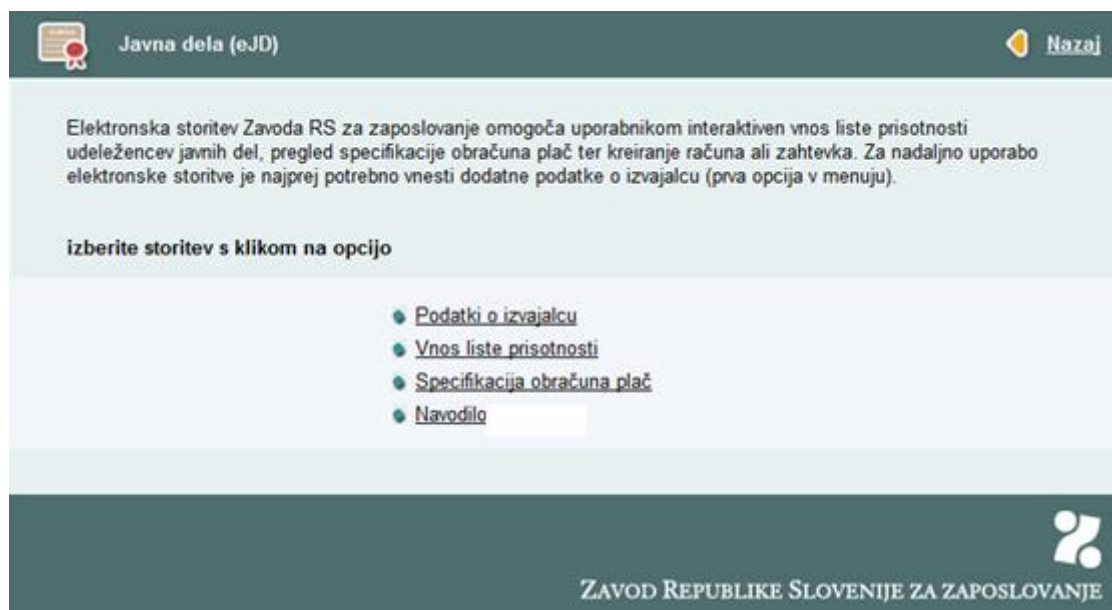 Javna dela (eJD)
Nazaj
Elektronska storitev Zavoda RS za zaposlovanje omogoča uporabnikom interaktiven vnos liste prisotnosti
udeležencev javnih del, pregled specifikacije obračuna plač ter kreiranje računa ali zahtevka. Za nadaljno uporabo
elektronske storitve je najprej potrebno vnesti dodatne podatke o izvajalcu (prva opcija v menuju).
izberite storitev s klikom na opcijo
Podatki o izvajalcu
Vnos liste prisotnosti
Specifikacija obračuna plač
Navodilo
ZAVOD REPUBLIKE SLOVENIJE ZA ZAPOSLOVANJE